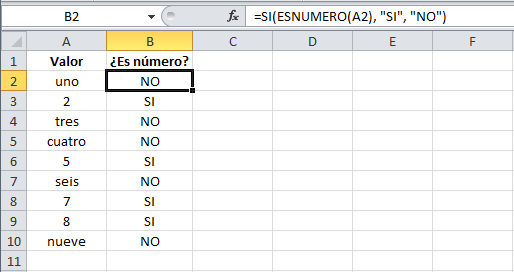 B2 fx =SI(ESNUMERO(A2), "SI", "NO")
A B C D E F
1 Valor ¿Es número?
2 uno NO
3 2 SI
4 tres NO
5 cuatro NO
6 5 SI
7 seis NO
8 7 SI
9 8 SI
10 nueve NO
11